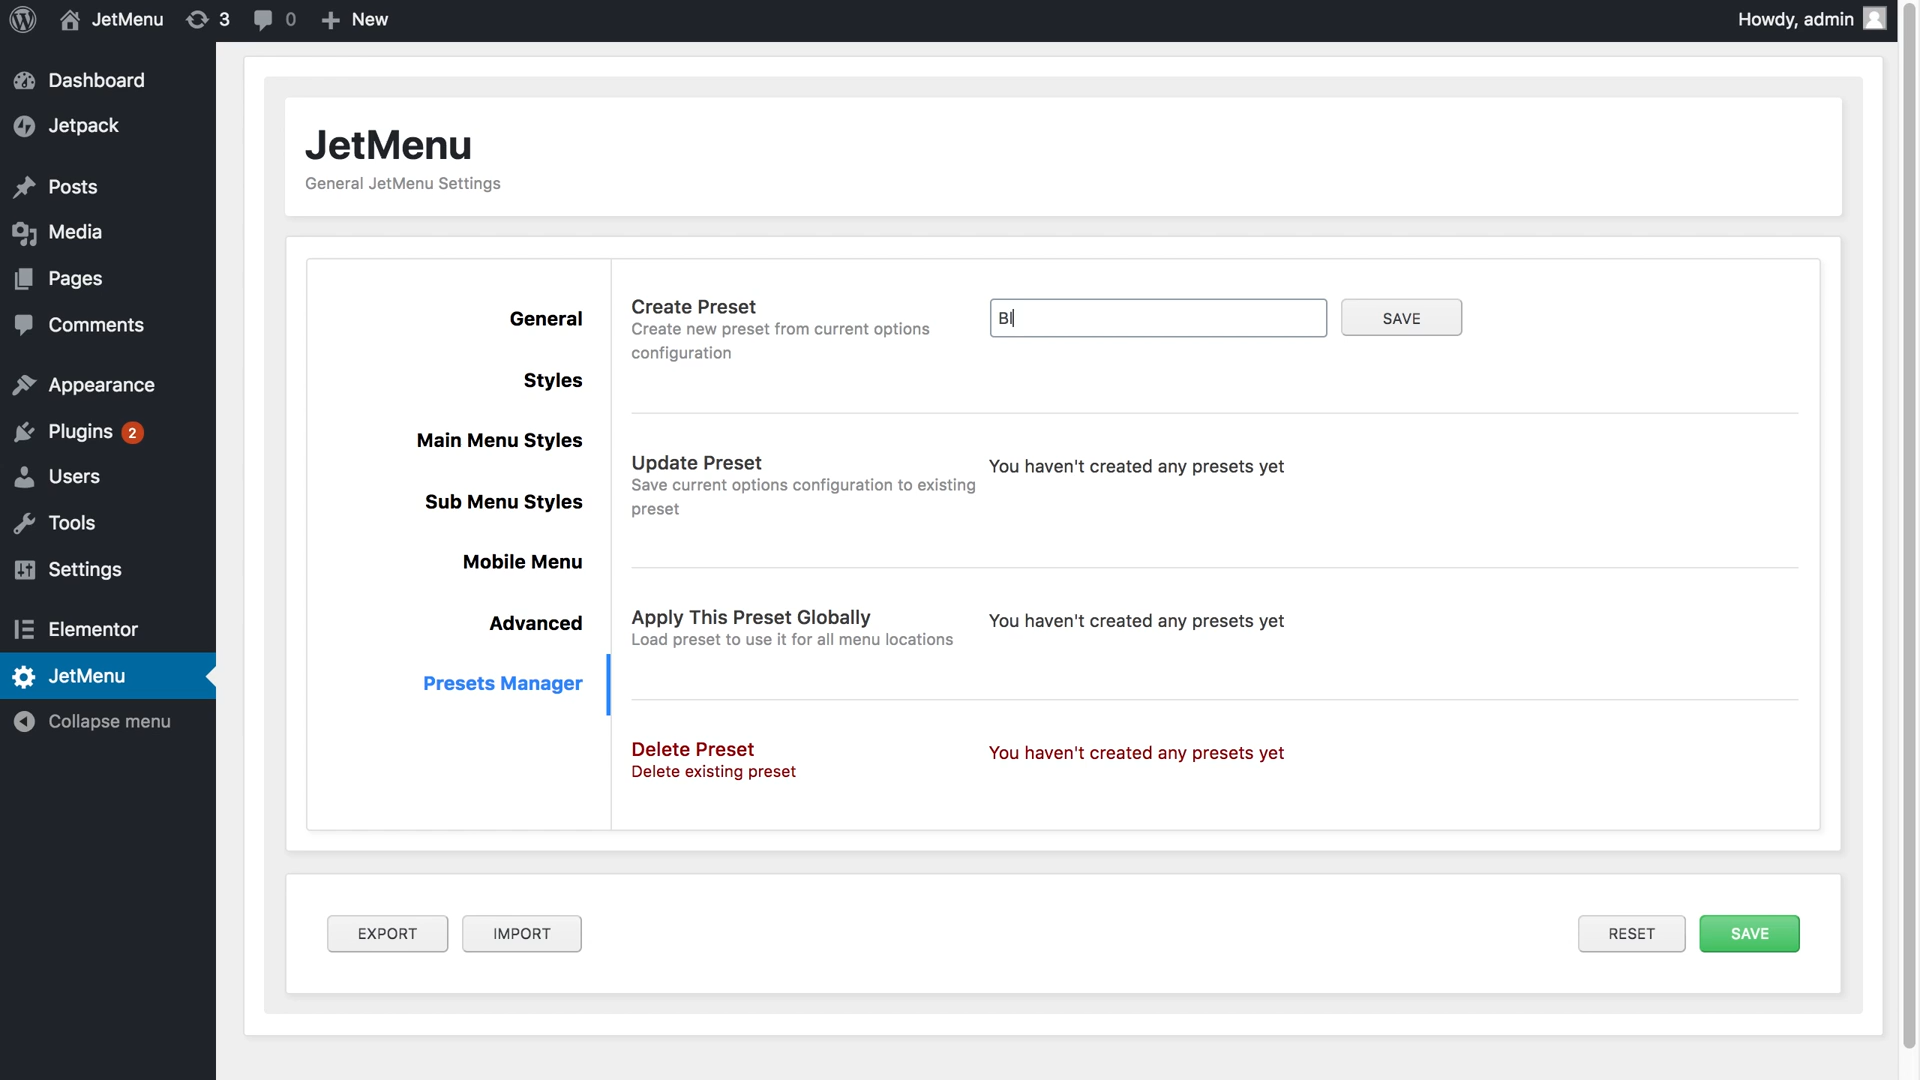 JetMenu 3 0 New Howdy, admin
Dashboard
Jetpack
Posts
Media
Pages
Comments
Appearance
Plugins 2
Users
Tools
Settings
Elementor
JetMenu
Collapse menu
JetMenu
General JetMenu Settings
General
Styles
Main Menu Styles
Sub Menu Styles
Mobile Menu
Advanced
Presets Manager
Create Preset
Create new preset from current options
configuration
Bl
SAVE
Update Preset
Save current options configuration to existing
preset
You haven't created any presets yet
Apply This Preset Globally
Load preset to use it for all menu locations
You haven't created any presets yet
Delete Preset
Delete existing preset
You haven't created any presets yet
EXPORT IMPORT RESET SAVE